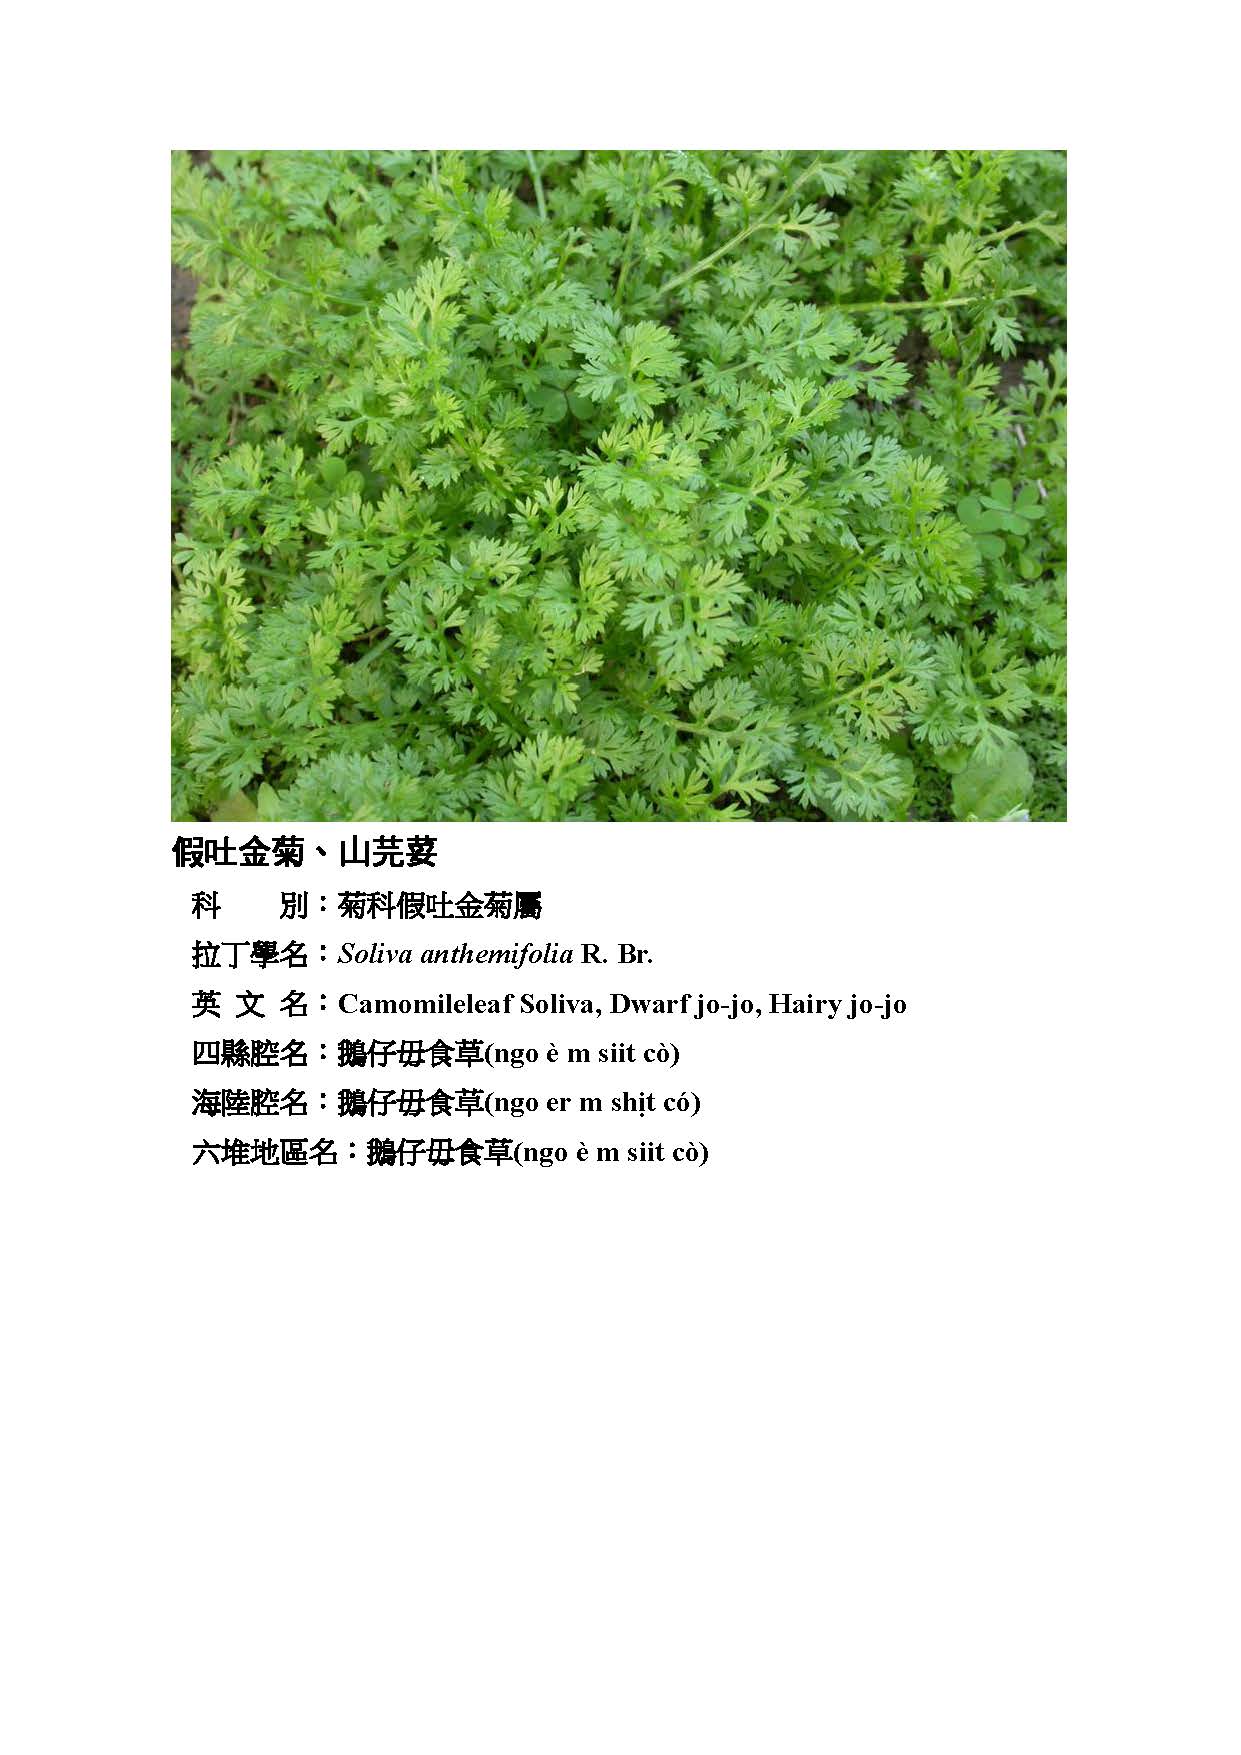 假吐金菊、山芫荽
科　　別：菊科假吐金菊屬
拉丁學名：Soliva anthemifolia R. Br.
英 文 名：Camomileleaf Soliva, Dwarf jo-jo, Hairy jo-jo
四縣腔名：鵝仔毋食草(ngo è m siit cò)
海陸腔名：鵝仔毋食草(ngo er m shịt có)
六堆地區名：鵝仔毋食草(ngo è m siit cò)